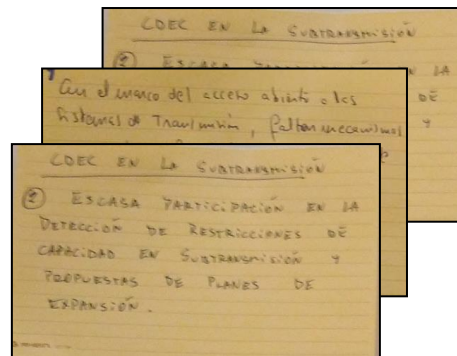 CDEC EN LA SUBTRANSMISIÓN
② ESCASA
LA
DE
Y
En el marco del acceso abierto a los
Sistemas de Transmisión, faltan mecanismos
CDEC EN LA SUBTRANSMISIÓN
② ESCASA PARTICIPACIÓN EN LA
DETECCIÓN DE RESTRICCIONES DE
CAPACIDAD EN SUBTRANSMISIÓN Y
PROPUESTAS DE PLANES DE
EXPANSIÓN.